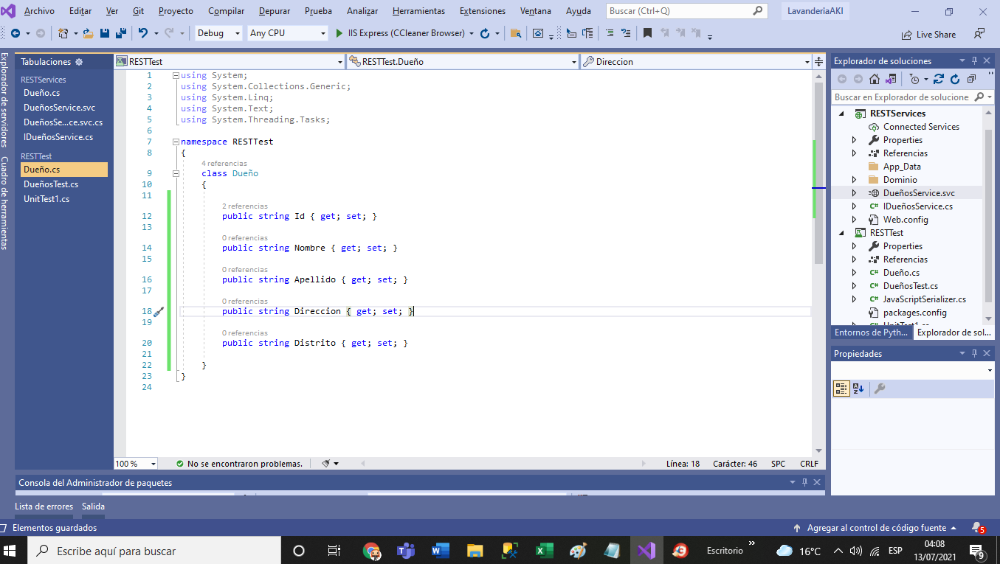 Archivo Editar Ver Git Proyecto Compilar Depurar Prueba Analizar Herramientas Extensiones Ventana Ayuda Buscar (Ctrl+Q) LavanderiaAKI
Debug Any CPU IIS Express (CCleaner Browser) Live Share
Explorador de servidores
Cuadro de herramientas
Tabulaciones
RESTServices
Dueño.cs
DueñosService.svc
DueñosSe...ce.svc.cs
IDueñosService.cs
RESTTest
Dueño.cs
DueñosTest.cs
UnitTest1.cs
RESTTest RESTTest.Dueño Direccion
1 using System;
2 using System.Collections.Generic;
3 using System.Linq;
4 using System.Text;
5 using System.Threading.Tasks;
6
7 namespace RESTTest
8 {
4 referencias
9 class Dueño
10 {
11
2 referencias
12 public string Id { get; set; }
13
0 referencias
14 public string Nombre { get; set; }
15
0 referencias
16 public string Apellido { get; set; }
17
0 referencias
18 public string Direccion { get; set; }
19
0 referencias
20 public string Distrito { get; set; }
21
22 }
23 }
24
100 % No se encontraron problemas. Línea: 18 Carácter: 46 SPC CRLF
Explorador de soluciones
Buscar en Explorador de solucione
RESTServices
Connected Services
Properties
Referencias
App_Data
Dominio
DueñosService.svc
IDueñosService.cs
Web.config
RESTTest
Properties
Referencias
Dueño.cs
DueñosTest.cs
JavaScriptSerializer.cs
packages.config
UnitTest1.cs
Entornos de Pyth... Explorador de sol...
Propiedades
Consola del Administrador de paquetes
Lista de errores Salida
Elementos guardados Agregar al control de código fuente 5
Escribe aquí para buscar Escritorio 16°C ESP 04:08
13/07/2021 9